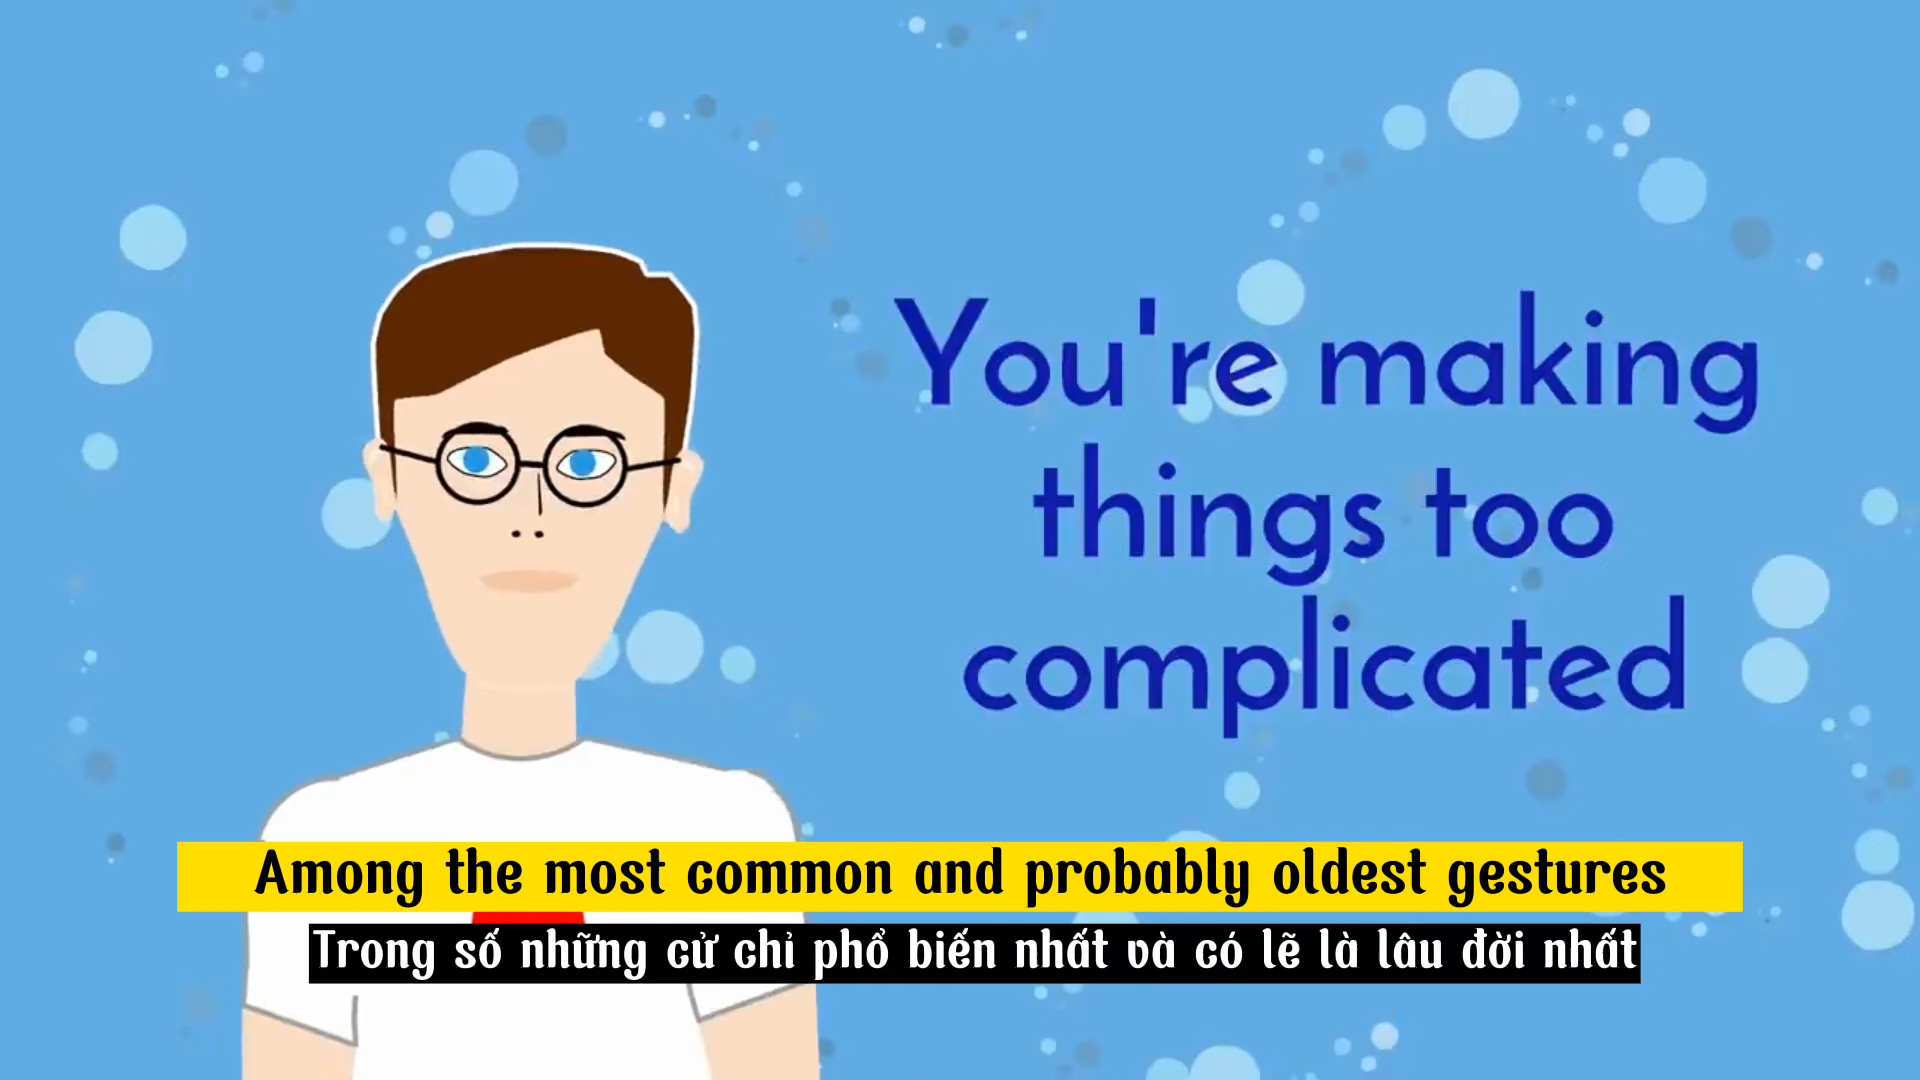 You're making
things too
complicated
Among the most common and probably oldest gestures
Trong số những cử chỉ phổ biến nhất và có lẽ là lâu đời nhất